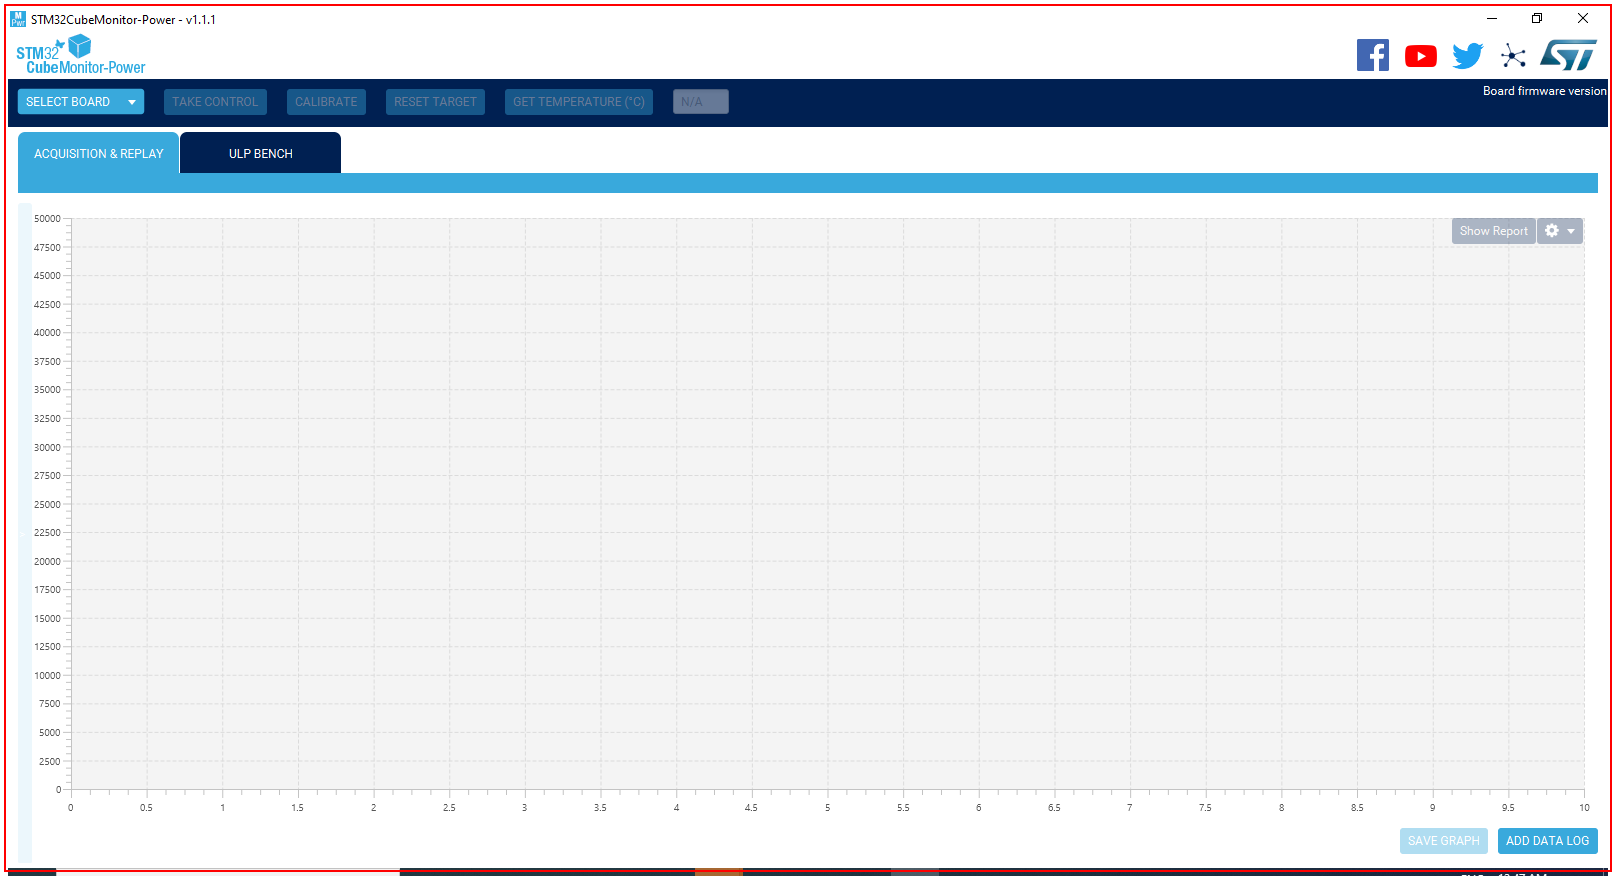 STM32CubeMonitor-Power - v1.1.1
STM32
CubeMonitor-Power
SELECT BOARD TAKE CONTROL CALIBRATE RESET TARGET GET TEMPERATURE (°C) N/A
Board firmware version
ACQUISITION & REPLAY ULP BENCH
Show Report
50000
47500
45000
42500
40000
37500
35000
32500
30000
27500
25000
22500
20000
17500
15000
12500
10000
7500
5000
2500
0
0 0.5 1 1.5 2 2.5 3 3.5 4 4.5 5 5.5 6 6.5 7 7.5 8 8.5 9 9.5 10
SAVE GRAPH ADD DATA LOG